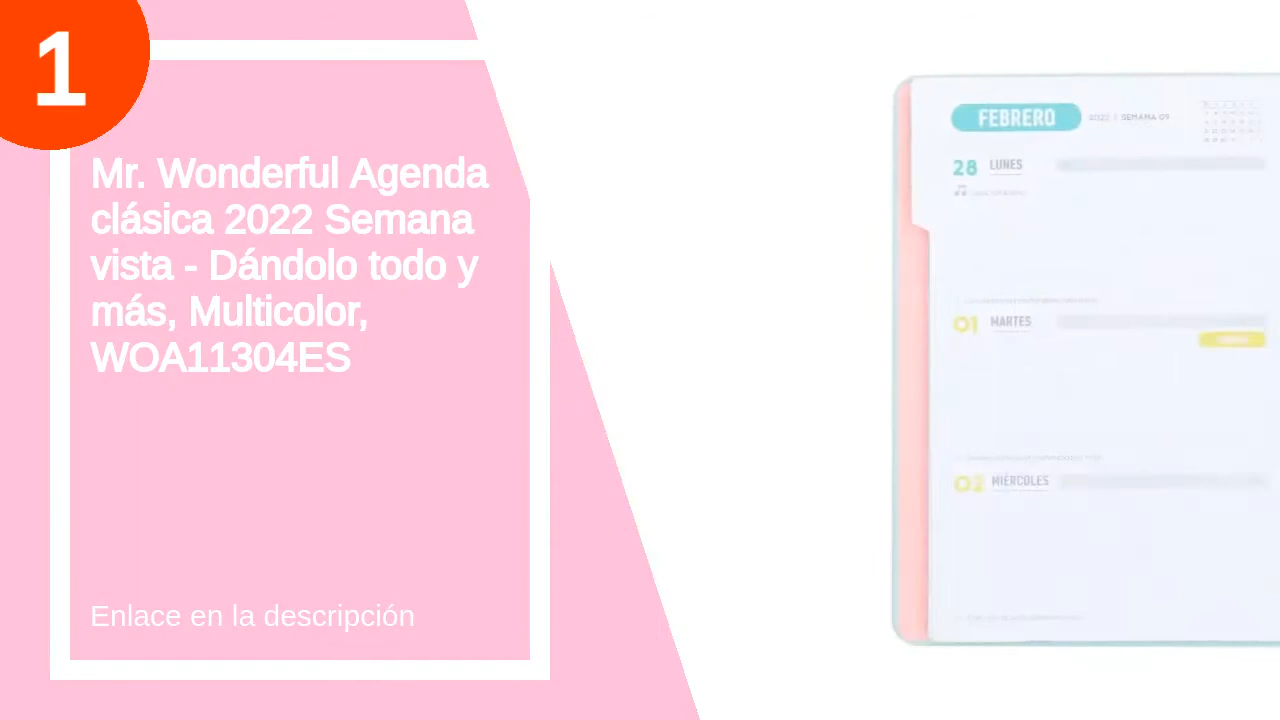 1
Mr. Wonderful Agenda
clásica 2022 Semana
vista - Dándolo todo y
más, Multicolor,
WOA11304ES
Enlace en la descripción
FEBRERO
2022 | SEMANA 09
28 LUNES
01 MARTES
02 MIÉRCOLES